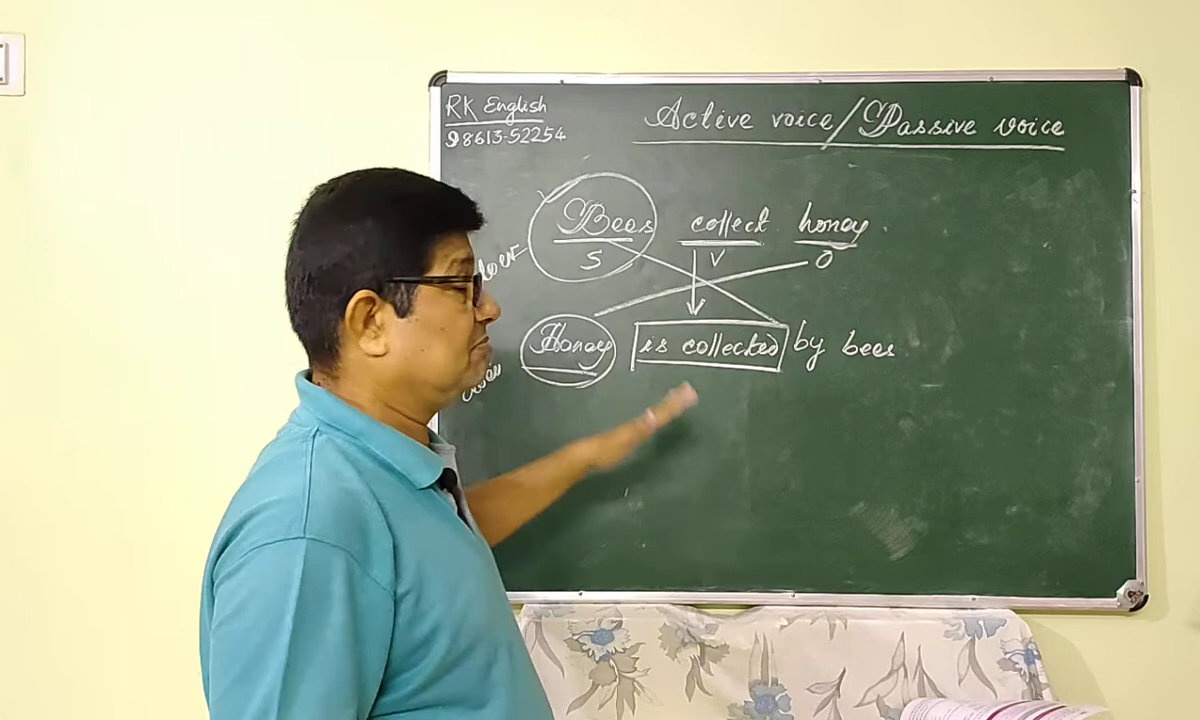 RK English
98613-52254
Active voice/Passive voice
Bees collect honey.
S V O
Honey is collected by bees